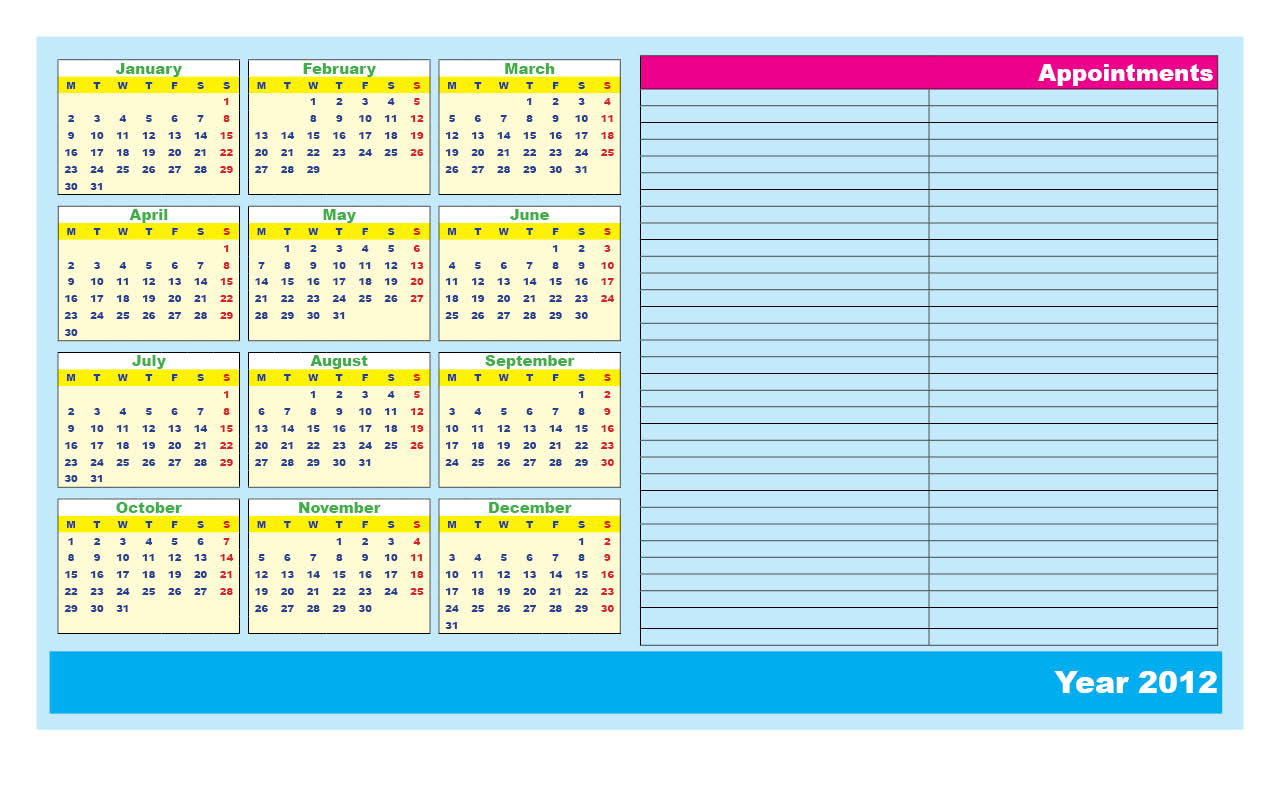 January
M T W T F S S
1
2 3 4 5 6 7 8
9 10 11 12 13 14 15
16 17 18 19 20 21 22
23 24 25 26 27 28 29
30 31
February
M T W T F S S
1 2 3 4 5
8 9 10 11 12
13 14 15 16 17 18 19
20 21 22 23 24 25 26
27 28 29
March
M T W T F S S
1 2 3 4
5 6 7 8 9 10 11
12 13 14 15 16 17 18
19 20 21 22 23 24 25
26 27 28 29 30 31
April
M T W T F S S
1
2 3 4 5 6 7 8
9 10 11 12 13 14 15
16 17 18 19 20 21 22
23 24 25 26 27 28 29
30
May
M T W T F S S
1 2 3 4 5 6
7 8 9 10 11 12 13
14 15 16 17 18 19 20
21 22 23 24 25 26 27
28 29 30 31
June
M T W T F S S
1 2 3
4 5 6 7 8 9 10
11 12 13 14 15 16 17
18 19 20 21 22 23 24
25 26 27 28 29 30
July
M T W T F S S
1
2 3 4 5 6 7 8
9 10 11 12 13 14 15
16 17 18 19 20 21 22
23 24 25 26 27 28 29
30 31
August
M T W T F S S
1 2 3 4 5
6 7 8 9 10 11 12
13 14 15 16 17 18 19
20 21 22 23 24 25 26
27 28 29 30 31
September
M T W T F S S
1 2
3 4 5 6 7 8 9
10 11 12 13 14 15 16
17 18 19 20 21 22 23
24 25 26 27 28 29 30
October
M T W T F S S
1 2 3 4 5 6 7
8 9 10 11 12 13 14
15 16 17 18 19 20 21
22 23 24 25 26 27 28
29 30 31
November
M T W T F S S
1 2 3 4
5 6 7 8 9 10 11
12 13 14 15 16 17 18
19 20 21 22 23 24 25
26 27 28 29 30
December
M T W T F S S
1 2
3 4 5 6 7 8 9
10 11 12 13 14 15 16
17 18 19 20 21 22 23
24 25 26 27 28 29 30
31
Appointments
Year 2012